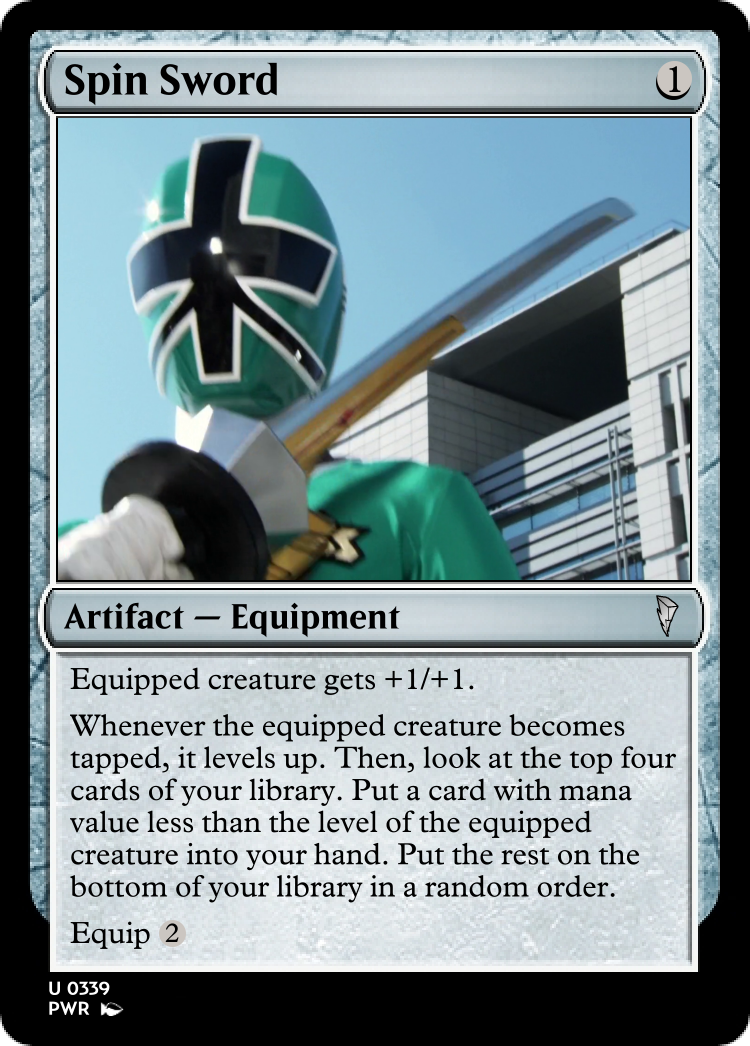 Spin Sword
1
Artifact — Equipment
Equipped creature gets +1/+1.
Whenever the equipped creature becomes
tapped, it levels up. Then, look at the top four
cards of your library. Put a card with mana
value less than the level of the equipped
creature into your hand. Put the rest on the
bottom of your library in a random order.
Equip 2
U 0339
PWR